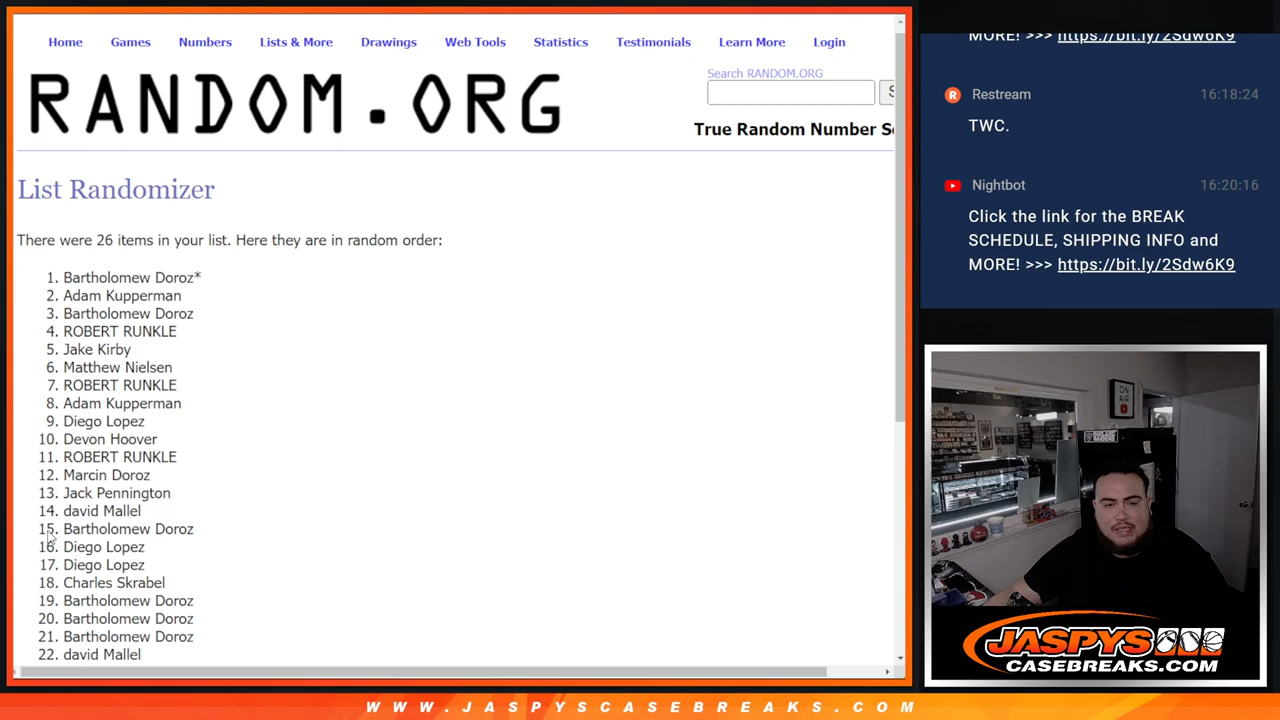 Home Games Numbers Lists & More Drawings Web Tools Statistics Testimonials Learn More Login
RANDOM.ORG
Search RANDOM.ORG
S
True Random Number S
List Randomizer
There were 26 items in your list. Here they are in random order:
1. Bartholomew Doroz*
2. Adam Kupperman
3. Bartholomew Doroz
4. ROBERT RUNKLE
5. Jake Kirby
6. Matthew Nielsen
7. ROBERT RUNKLE
8. Adam Kupperman
9. Diego Lopez
10. Devon Hoover
11. ROBERT RUNKLE
12. Marcin Doroz
13. Jack Pennington
14. david Mallel
15. Bartholomew Doroz
16. Diego Lopez
17. Diego Lopez
18. Charles Skrabel
19. Bartholomew Doroz
20. Bartholomew Doroz
21. Bartholomew Doroz
22. david Mallel
MORE! >>> https://bit.ly/2Sdw6K9
Restream 16:18:24
TWC.
Nightbot 16:20:16
Click the link for the BREAK
SCHEDULE, SHIPPING INFO and
MORE! >>> https://bit.ly/2Sdw6K9
ON
AIR
JASPYS
CASEBREAKS.COM
WWW.JASPYSCASEBREAKS.COM